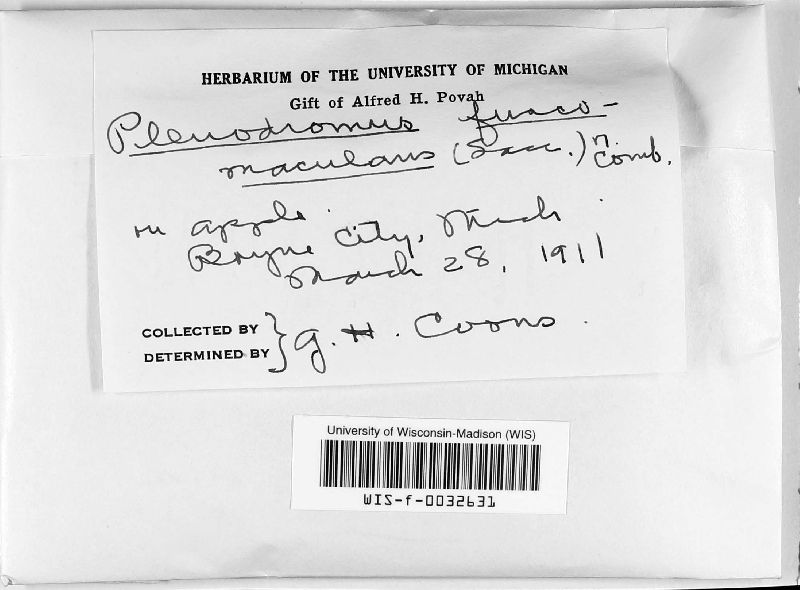 HERBARIUM OF THE UNIVERSITY OF MICHIGAN
Gift of Alfred H. Povah
Plenodromus fusco-
maculans (Sacc.) n. comb.
on apple.
Boyne City, Mich.
March 28, 1911
COLLECTED BY
DETERMINED BY } G. H. Coons.
University of Wisconsin-Madison (WIS)
WIS-f-0032631